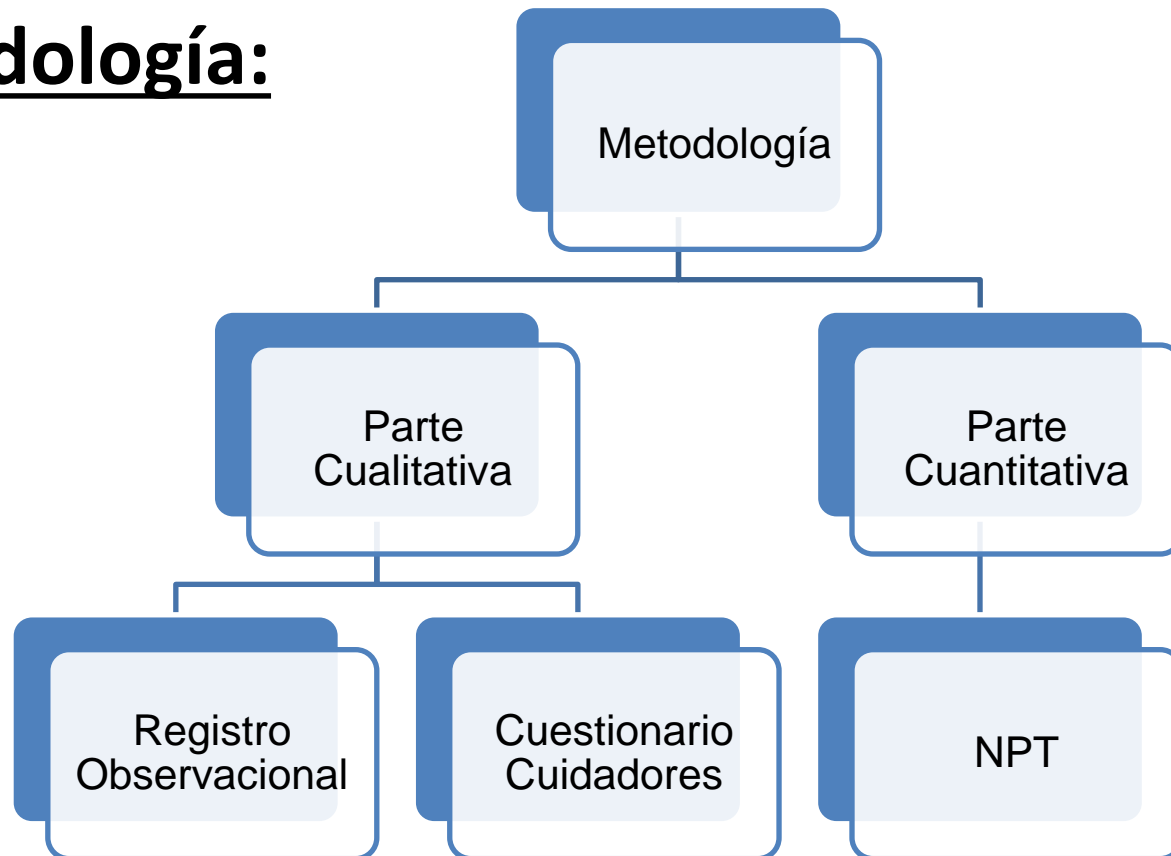 dología:
Metodología
Parte
Cualitativa
Parte
Cuantitativa
Registro
Observacional
Cuestionario
Cuidadores
NPT